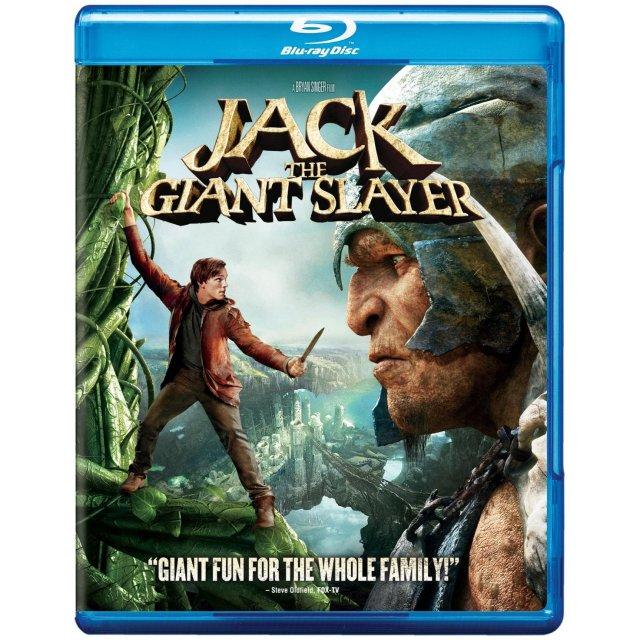 Blu-ray Disc
A BRYAN SINGER FILM
JACK
THE
GIANT SLAYER
“GIANT FUN FOR THE WHOLE FAMILY!”
– Steve Oldfield, FOX-TV